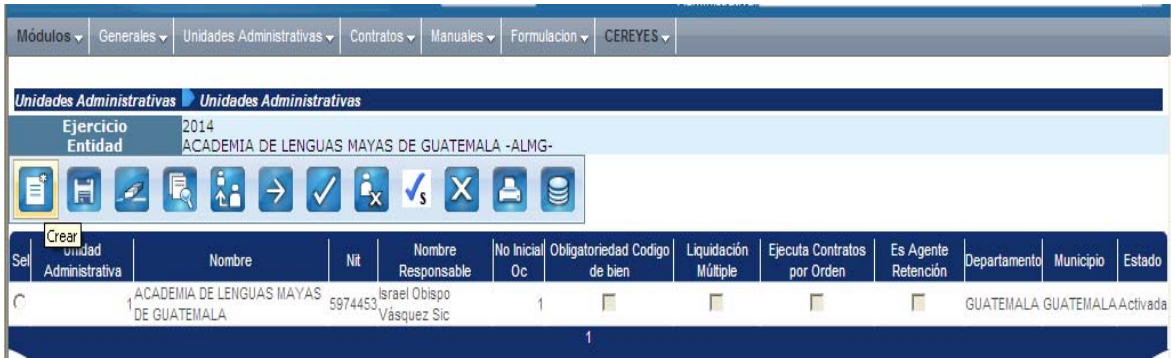 Módulos Generales Unidades Administrativas Contratos Manuales Formulacion CEREYES
Unidades Administrativas Unidades Administrativas
Ejercicio 2014
Entidad ACADEMIA DE LENGUAS MAYAS DE GUATEMALA -ALMG-
s
Crear
Sel Unidad Administrativa Nombre Nit Nombre Responsable No Inicial Oc Obligatoriedad Codigo de bien Liquidación Múltiple Ejecuta Contratos por Orden Es Agente Retención Departamento Municipio Estado
1 ACADEMIA DE LENGUAS MAYAS DE GUATEMALA 5974453 Israel Obispo Vásquez Sic 1 GUATEMALA GUATEMALA Activada
1